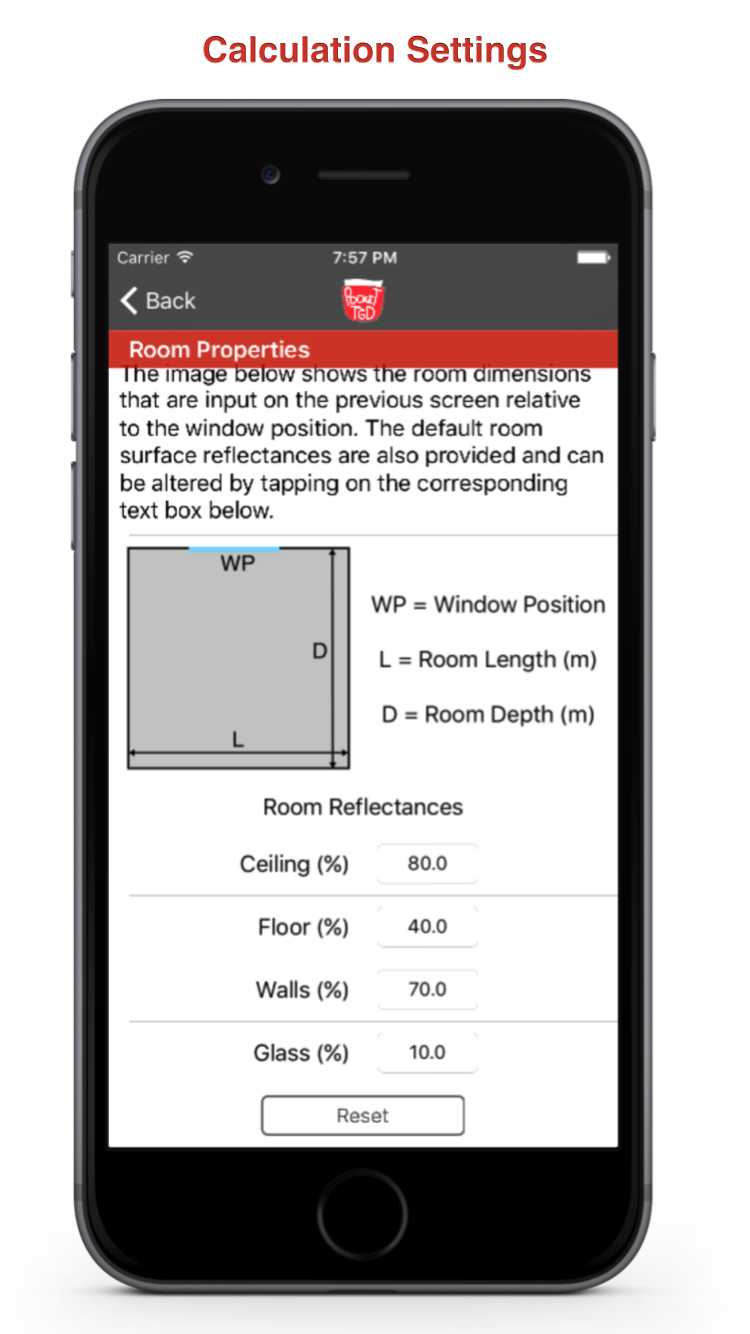 Calculation Settings
Carrier
7:57 PM
Back
Pocket
TGD
Room Properties
The image below shows the room dimensions
that are input on the previous screen relative
to the window position. The default room
surface reflectances are also provided and can
be altered by tapping on the corresponding
text box below.
WP
D
L
WP = Window Position
L = Room Length (m)
D = Room Depth (m)
Room Reflectances
Ceiling (%) 80.0
Floor (%) 40.0
Walls (%) 70.0
Glass (%) 10.0
Reset